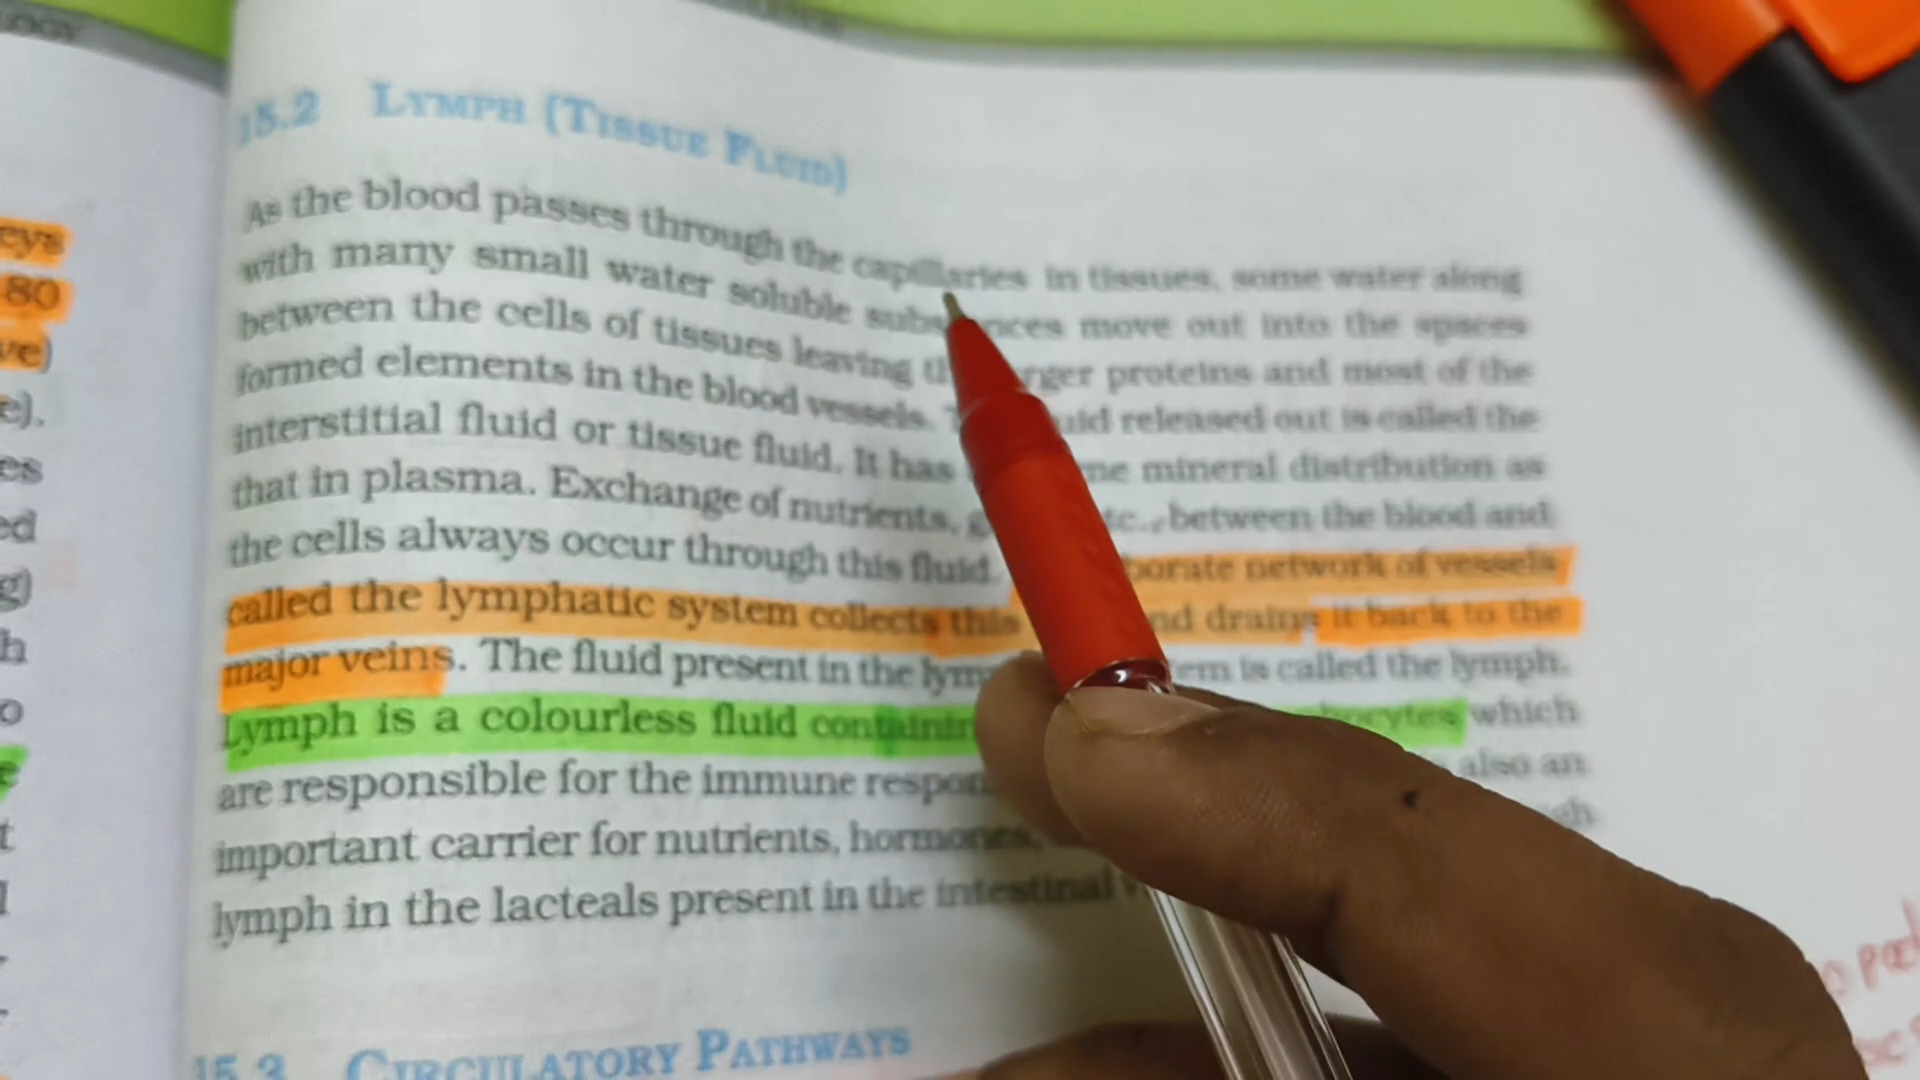 15.2 LYMPH (TISSUE FLUID)
As the blood passes through the capillaries in tissues, some water along
with many small water soluble substances move out into the spaces
between the cells of tissues leaving the larger proteins and most of the
formed elements in the blood vessels. fluid released out is called the
interstitial fluid or tissue fluid. It has mineral distribution as
that in plasma. Exchange of nutrients, etc., between the blood and
the cells always occur through this fluid. network of vessels
called the lymphatic system collects this and drains it back to the
major veins. The fluid present in the is called the lymph.
Lymph is a colourless fluid which
are responsible for the immune also an
important carrier for nutrients, hormones,
lymph in the lacteals present in the intestinal
15.3 CIRCULATORY PATHWAYS
eys
80
ve)
e).
es
ed
g)
h
o
e
t
l